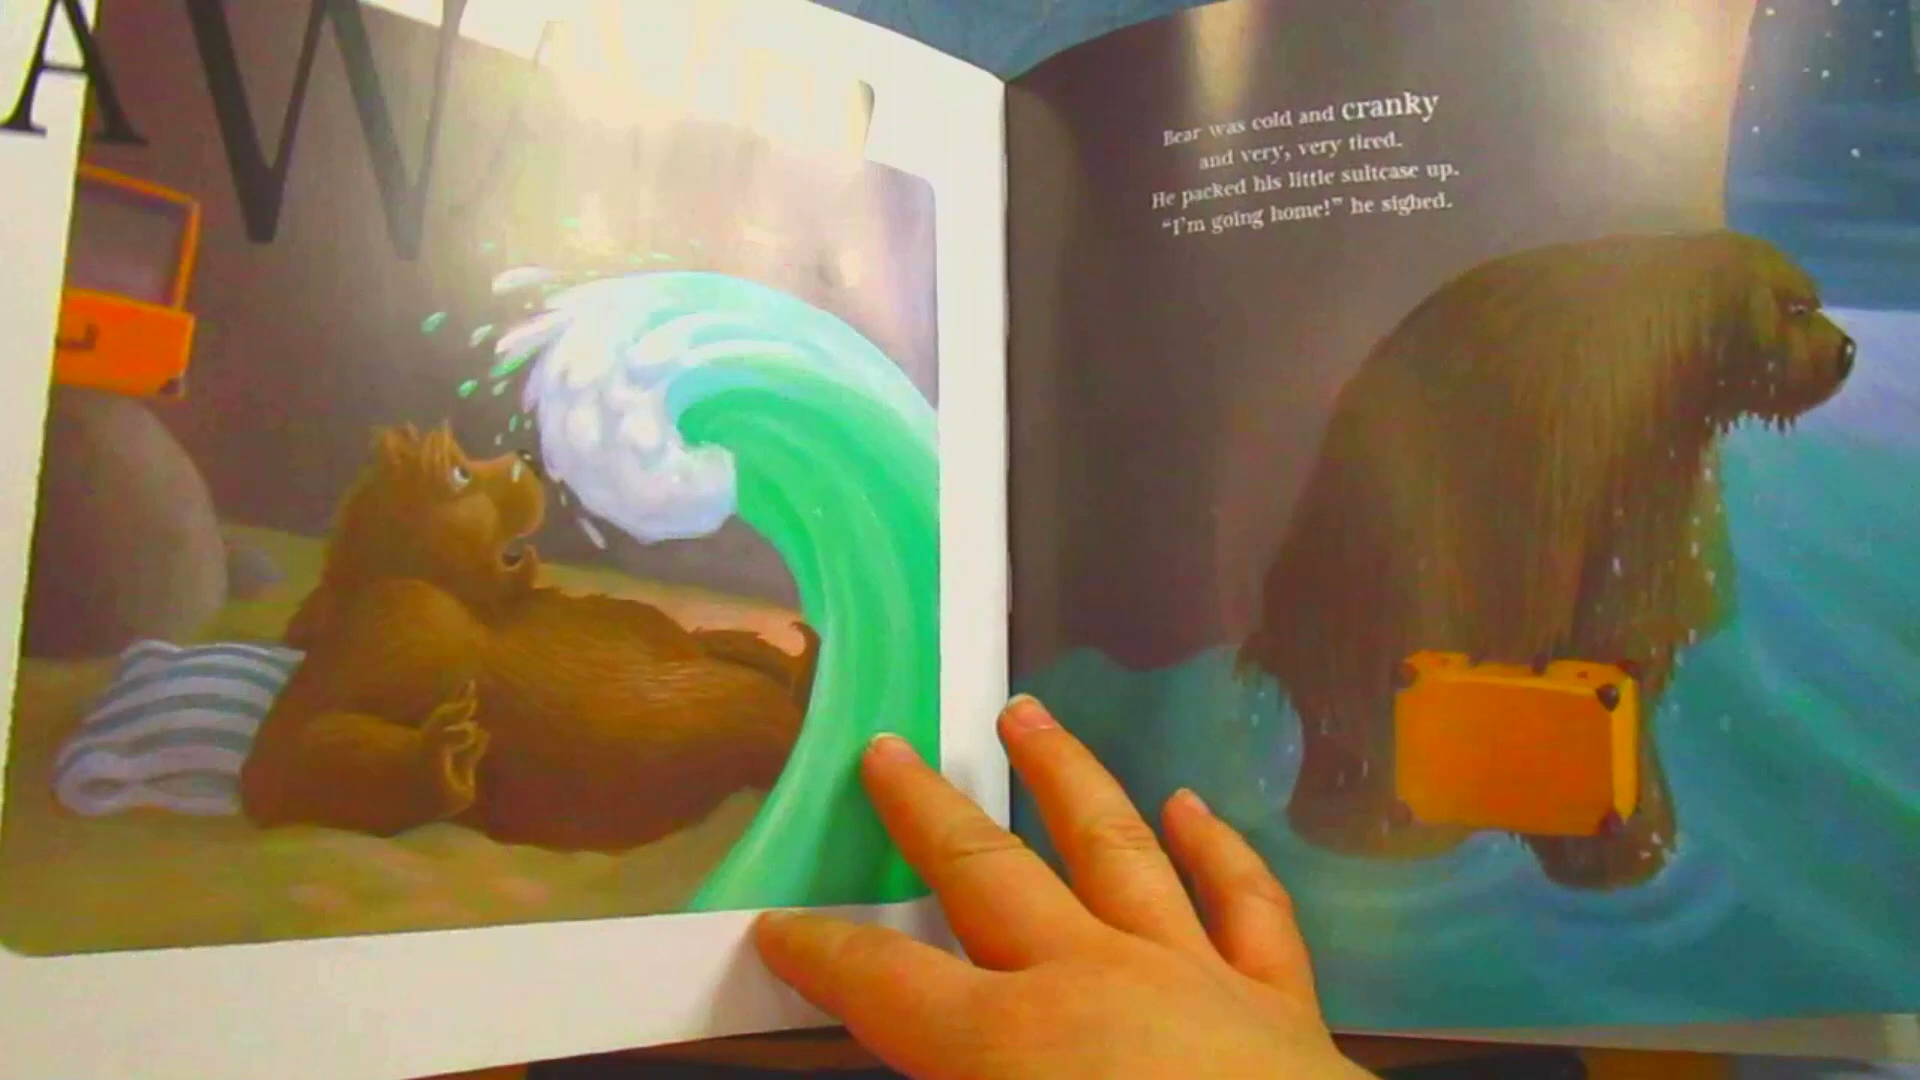 AW
Bear was cold and cranky
and very, very tired.
He packed his little suitcase up.
"I'm going home!" he sighed.